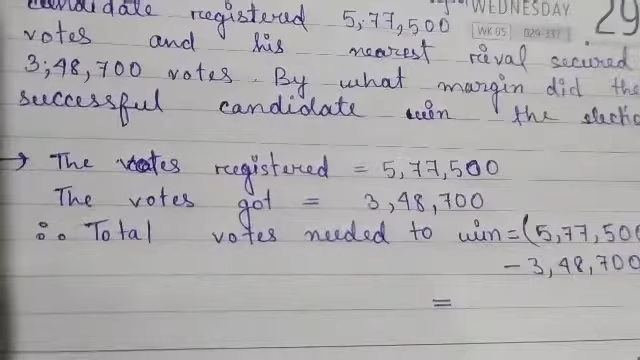 candidate registered 5,77,500
WEDNESDAY 29
WK 05
votes and his nearest rival secured
3,48,700 votes. By what margin did the
successful candidate win the electio
→ The votes registered = 5,77,500
The votes got = 3,48,700
∴ Total votes needed to win = (5,77,500
- 3,48,700
=